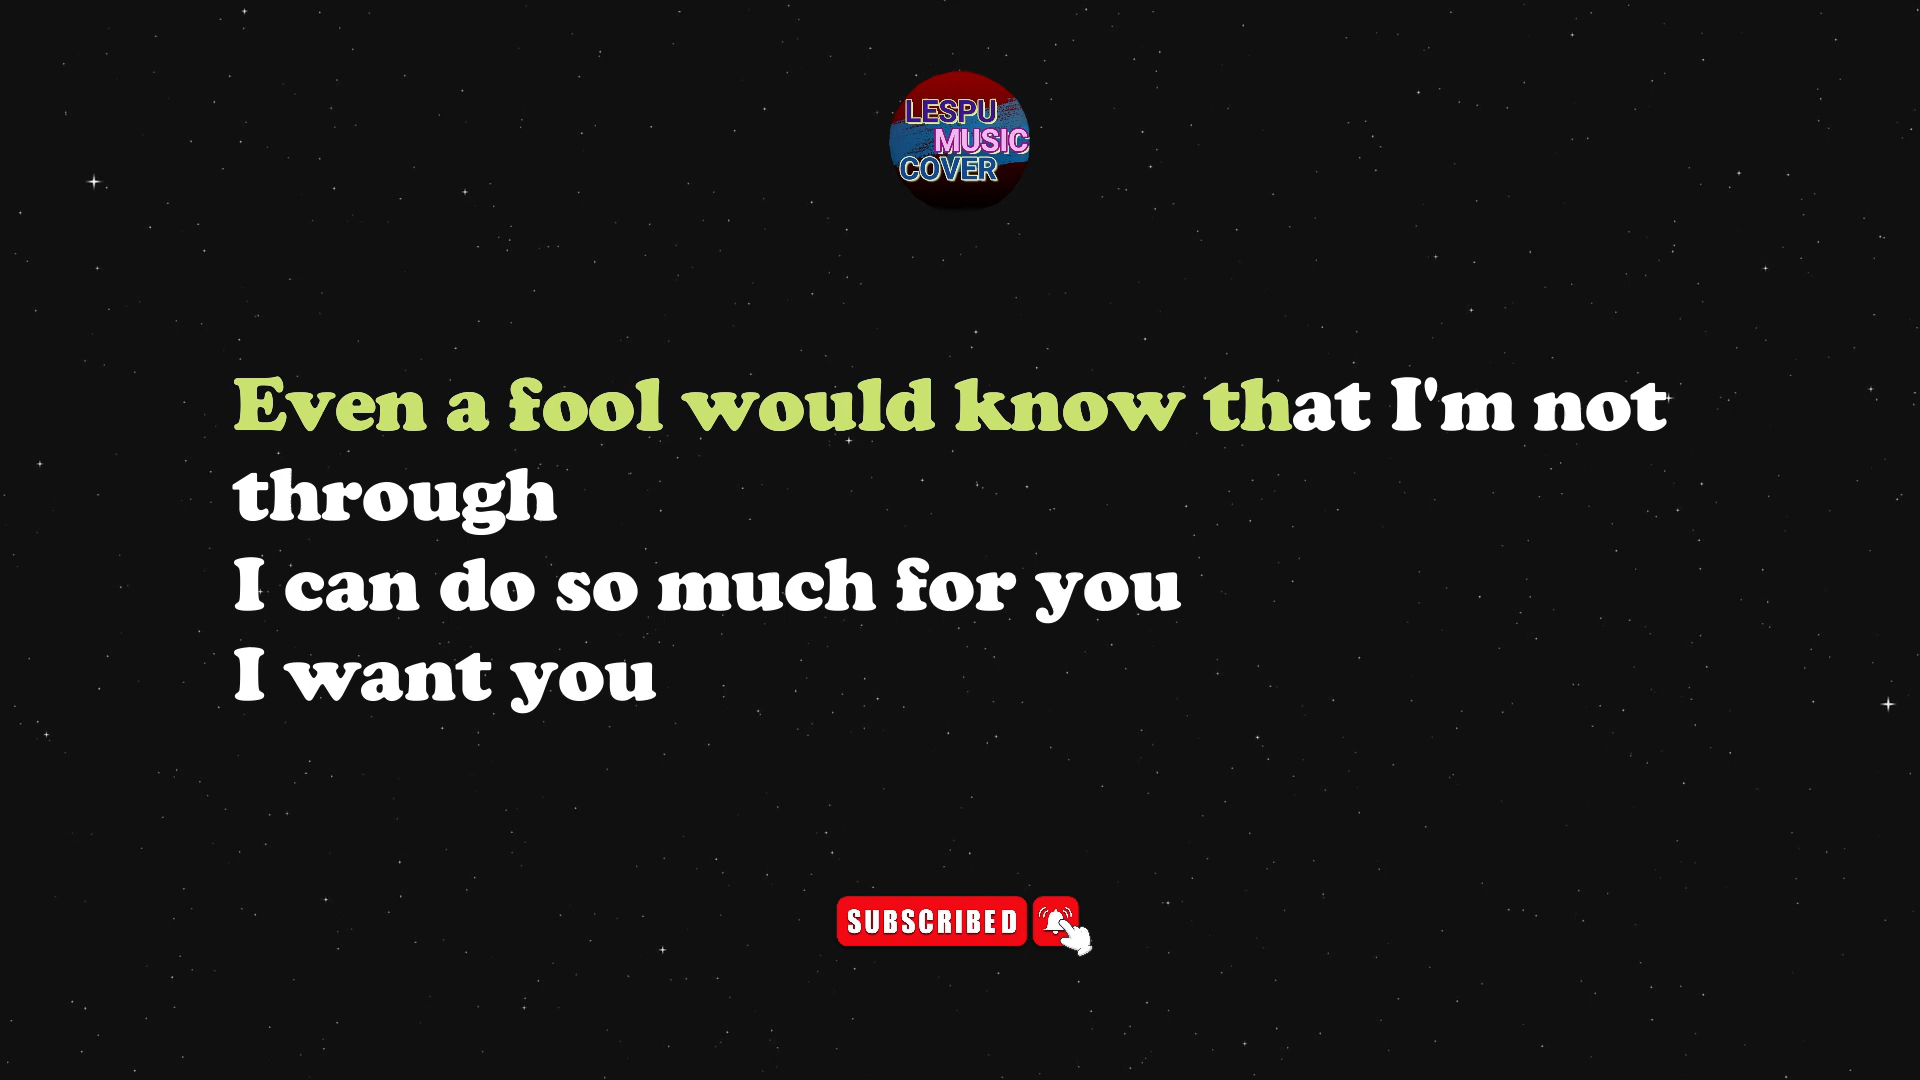 LESPU
MUSIC
COVER
Even a fool would know that I'm not
through
I can do so much for you
I want you
SUBSCRIBED